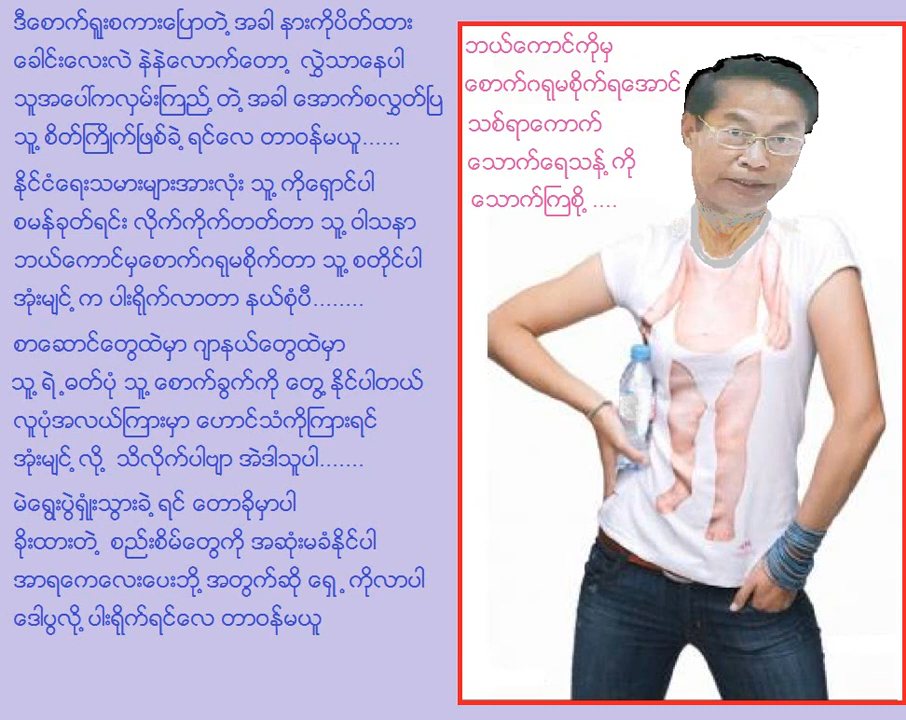 ဒီစောက်ရူးစကားပြောတဲ့ အခါ နားကိုပိတ်ထား
ခေါင်းလေးလဲ နဲနဲလောက်တော့ လွှဲသာနေပါ
သူအပေါ်ကလှမ်းကြည့် တဲ့ အခါ အောက်စလွှတ်ပြ
သူ့ စိတ်ကြိုက်ဖြစ်ခဲ့ ရင်လေ တာဝန်မယူ......
နိုင်ငံရေးသမားများအားလုံး သူ့ ကိုရှောင်ပါ
စမန်ခုတ်ရင်း လိုက်ကိုက်တတ်တာ သူ့ ဝါသနာ
ဘယ်ကောင်မှစောက်ဂရုမစိုက်တာ သူ့ စတိုင်ပါ
အုံးမျင့် က ပါးရိုက်လာတာ နယ်စုံပီ........
စာဆောင်တွေထဲမှာ ဂျာနယ်တွေထဲမှာ
သူ့ ရဲ့ ဓတ်ပုံ သူ့ စောက်ခွက်ကို တွေ့ နိုင်ပါတယ်
လူပုံအလယ်ကြားမှာ ဟောင်သံကိုကြားရင်
အုံးမျင့် လို့ သိလိုက်ပါဗျာ အဲဒါသူပါ.......
မဲရွေးပွဲရှုံးသွားခဲ့ ရင် တောခိုမှာပါ
ခိုးထားတဲ့ စည်းစိမ်တွေကို အဆုံးမခံနိုင်ပါ
အာရကေလေးပေးဘို့ အတွက်ဆို ရှေ့ ကိုလာပါ
ဒေါပွလို့ ပါးရိုက်ရင်လေ တာဝန်မယူ
ဘယ်ကောင်ကိုမှ
စောက်ဂရုမစိုက်ရအောင်
သစ်ရာကောက်
သောက်ရေသန့် ကို
သောက်ကြစို့ ....